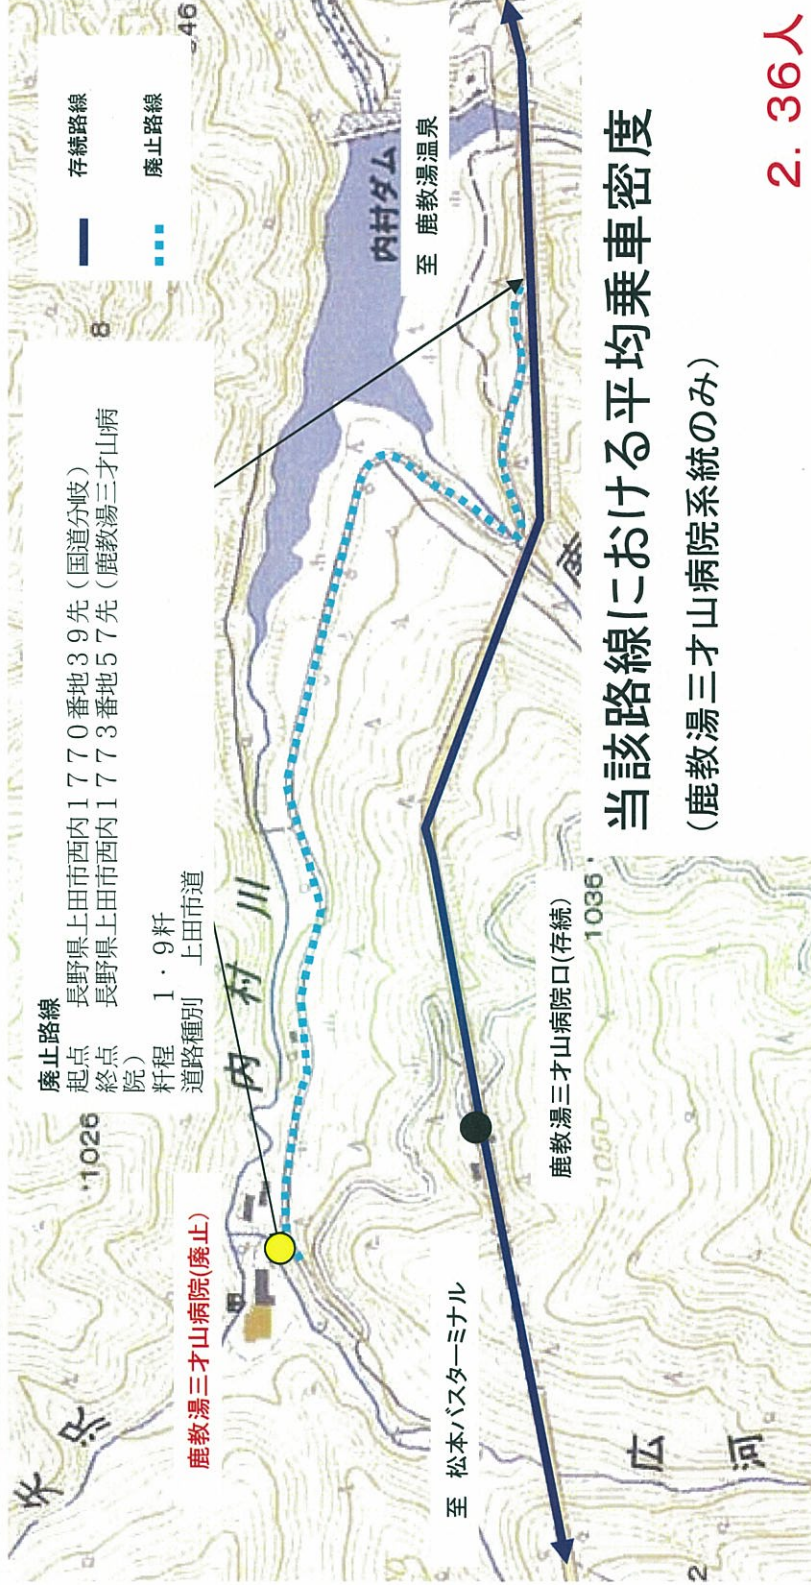 廃止路線
起点　長野県上田市西内１７７０番地３９先（国道分岐）
終点　長野県上田市西内１７７３番地５７先（鹿教湯三才山病
院）
粁程　１・９粁
道路種別　上田市道
存続路線
廃止路線
46
8
・1026
内村川
内村ダム
至　鹿教湯温泉
鹿教湯三才山病院(廃止)
至　松本バスターミナル
鹿教湯三才山病院口(存続)
1036・
1050
鹿
広
河
2
当該路線における平均乗車密度
（鹿教湯三才山病院系統のみ）
２．３６人